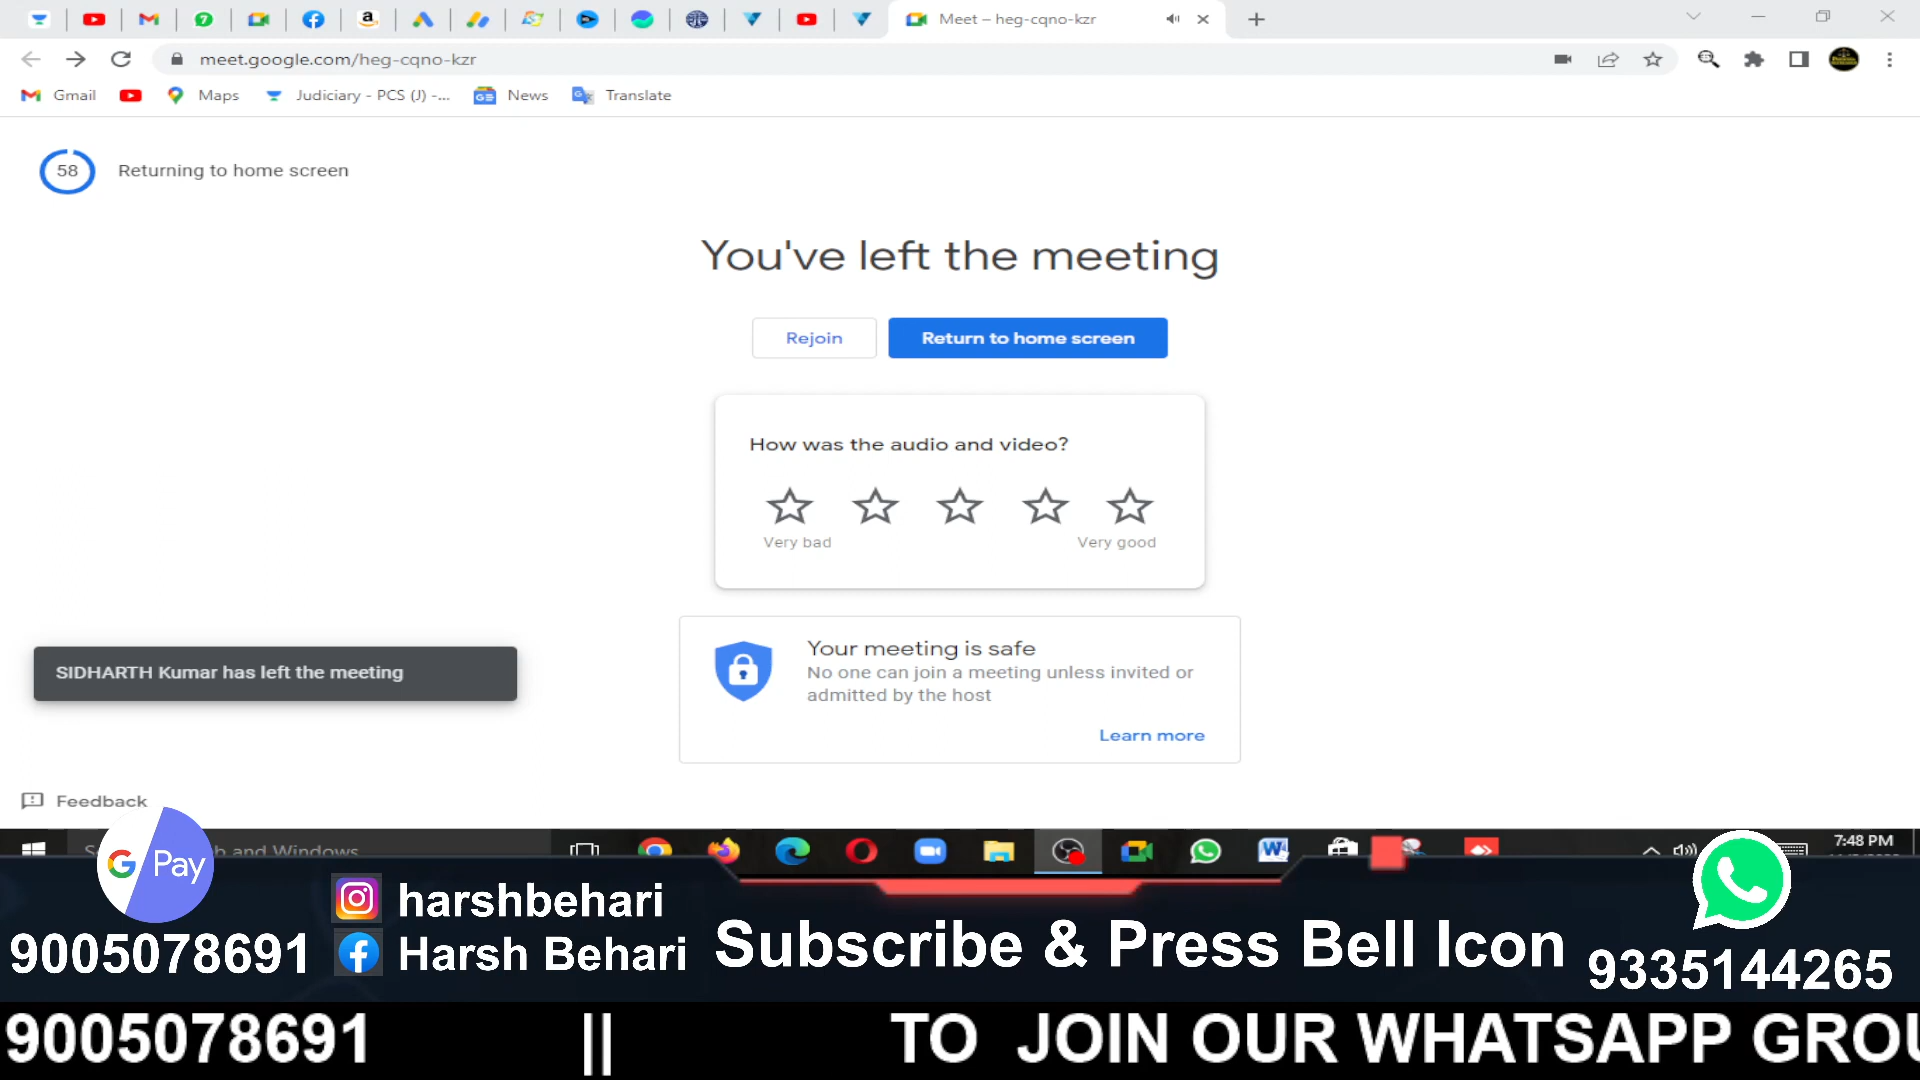 Meet – heg-cqno-kzr
meet.google.com/heg-cqno-kzr
Gmail
Maps
Judiciary - PCS (J) -...
News
Translate
58
Returning to home screen
You've left the meeting
Rejoin
Return to home screen
How was the audio and video?
Very bad
Very good
Your meeting is safe
No one can join a meeting unless invited or
admitted by the host
Learn more
SIDHARTH Kumar has left the meeting
Feedback
and Windows
7:48 PM
G Pay
9005078691
harshbehari
Harsh Behari
Subscribe & Press Bell Icon
9335144265
9005078691 || TO JOIN OUR WHATSAPP GROU